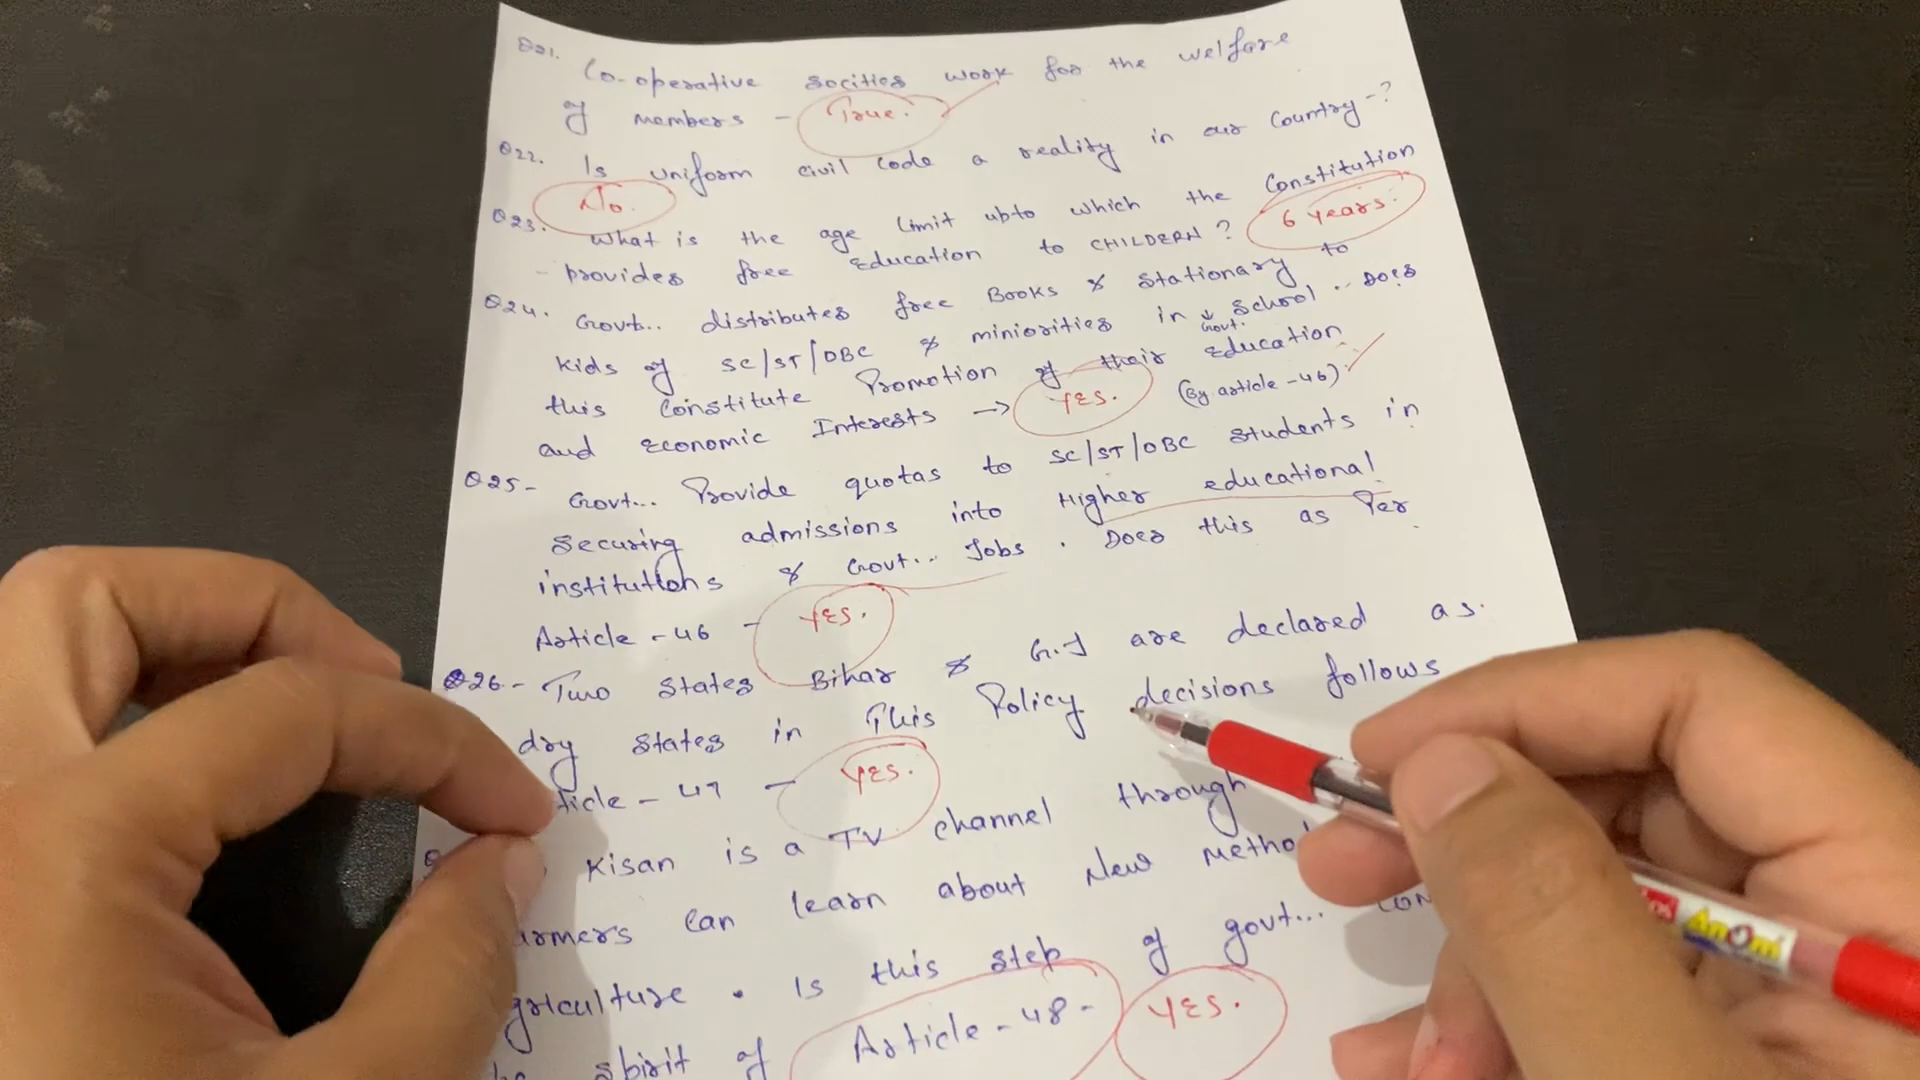 Q21. Co-operative socities work for the welfare
of members - True.
Q22. Is uniform civil code a reality in our Country-?
No.
Q23. What is the age limit upto which the Constitution
- provides free Education to CHILDERN? 6 years.
Q24. Govt.. distributes free Books & Stationary to
Kids of SC/ST/OBC & miniorities in Govt. School.. Does
this Constitute Promotion of their Education
and Economic Interests → YES. (By article-46)
Q25- Govt... Provide quotas to SC/ST/OBC students in
Securing admissions into Higher educational
institutions & Govt... Jobs. Does this as Per
Article-46 - YES.
Q26- Two States Bihar & G.J are declared as.
dry states in This Policy decisions follows
ticle-47 - YES.
Kisan is a TV channel through
armers Can learn about New Metho
griculture. Is this step of govt... Con
spirit of Article-48- YES.
Anom